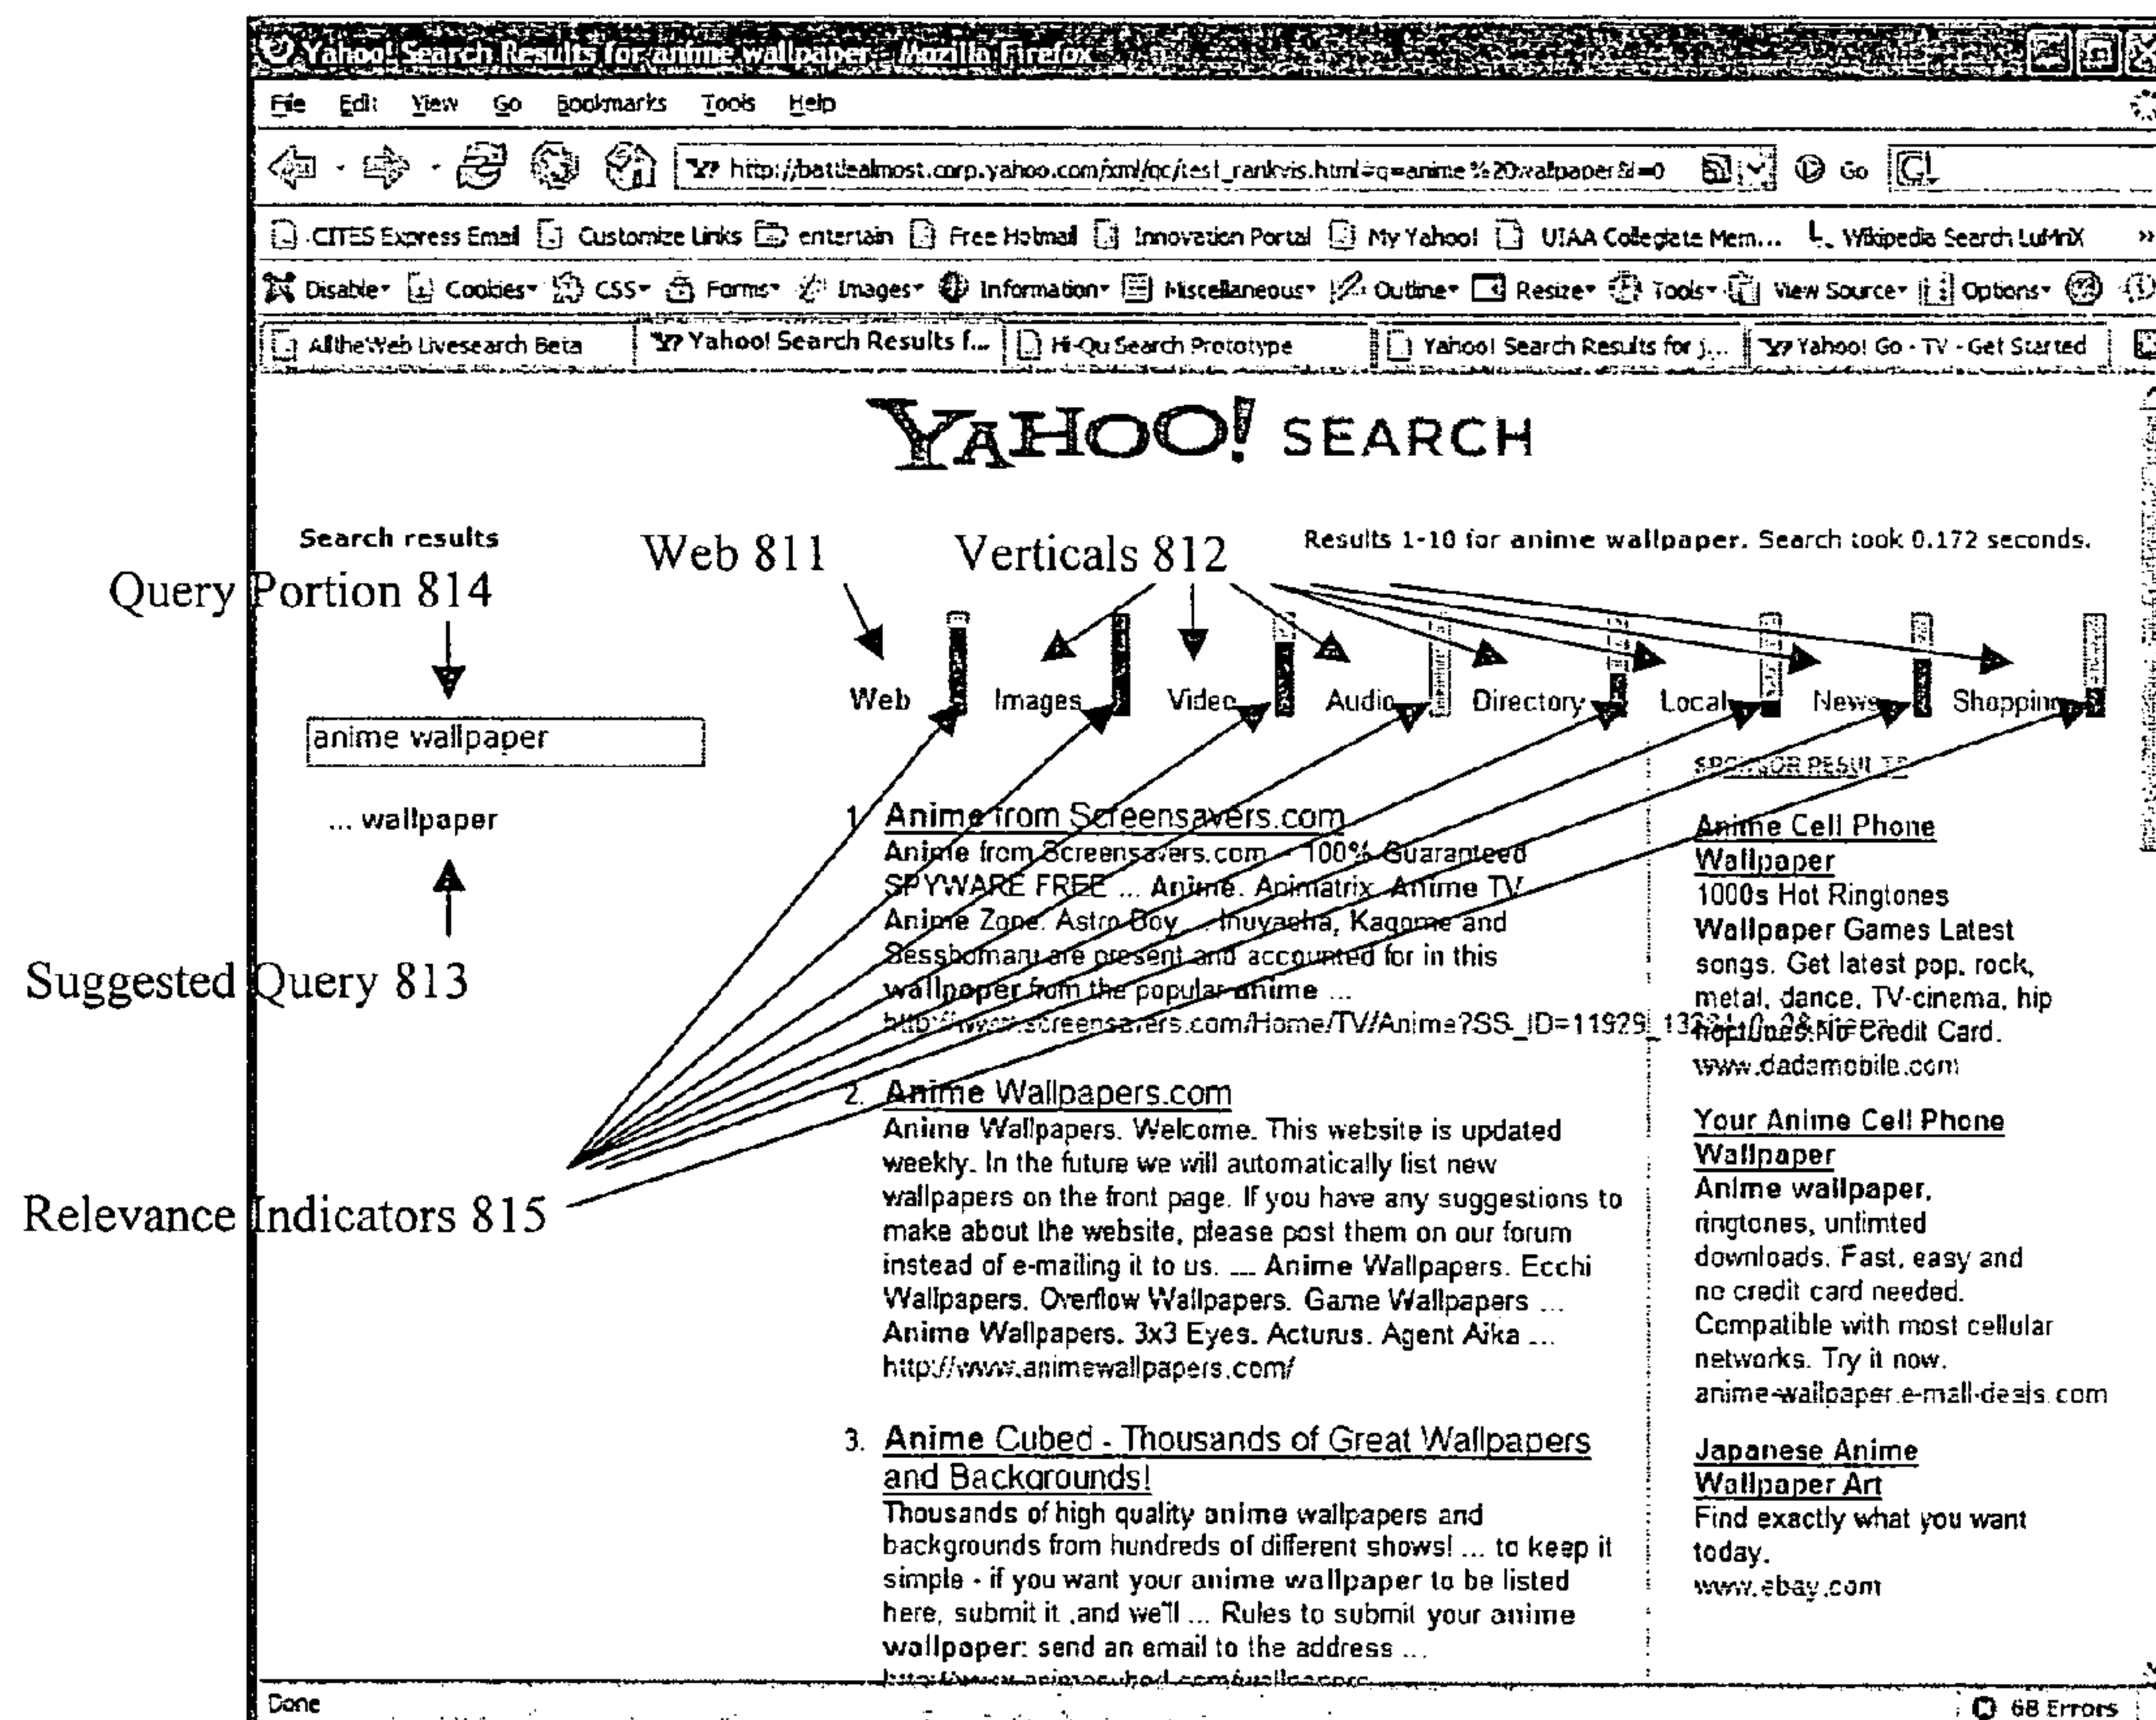 Yahoo! Search Results for anime wallpaper - Mozilla Firefox
File Edit View Go Bookmarks Tools Help
http://battlealmost.corp.yahoo.com/xml/qc/test_rankvis.html Go
CITES Express Email Customize Links entertain Free Hotmail Innovation Portal My Yahoo! UIAA Collegiate Mem... Wikipedia Search LuMriX »
Disable Cookies CSS Forms Images Information Miscellaneous Outline Resize Tools View Source Options
AlltheWeb Livesearch Beta Yahoo! Search Results f... Hi-Qu Search Prototype Yahoo! Search Results for j... Yahoo! Go - TV - Get Started
YAHOO! SEARCH
Search results
Results 1-10 for anime wallpaper. Search took 0.172 seconds.
Query Portion 814
Web 811
Verticals 812
Web Images Video Audio Directory Local News Shopping
anime wallpaper
... wallpaper
Suggested Query 813
Relevance Indicators 815
1. Anime from Screensavers.com
Anime from Screensavers.com - 100% Guaranteed
SPYWARE FREE ... Anime. Animatrix. Anime TV
Anime Zone. Astro Boy ... Inuyasha, Kagome and
Sesshomaru are present and accounted for in this
wallpaper from the popular anime ...
http://www.screensavers.com/Home/TV/Anime?SS_ID=11929
2. Anime Wallpapers.com
Anime Wallpapers. Welcome. This website is updated
weekly. In the future we will automatically list new
wallpapers on the front page. If you have any suggestions to
make about the website, please post them on our forum
instead of e-mailing it to us. ... Anime Wallpapers. Ecchi
Wallpapers. Overflow Wallpapers. Game Wallpapers ...
Anime Wallpapers. 3x3 Eyes. Acturus. Agent Aika ...
http://www.animewallpapers.com/
3. Anime Cubed - Thousands of Great Wallpapers
and Backgrounds!
Thousands of high quality anime wallpapers and
backgrounds from hundreds of different shows! ... to keep it
simple - if you want your anime wallpaper to be listed
here, submit it ,and we'll ... Rules to submit your anime
wallpaper: send an email to the address ...
SPONSOR RESULTS
Anime Cell Phone
Wallpaper
1000s Hot Ringtones
Wallpaper Games Latest
songs. Get latest pop, rock,
metal, dance, TV-cinema, hip
hop tunes. No Credit Card.
www.dadamobile.com
Your Anime Cell Phone
Wallpaper
Anime wallpaper,
ringtones, unlimted
downloads. Fast, easy and
no credit card needed.
Compatible with most cellular
networks. Try it now.
anime-wallpaper.e-mall-deals.com
Japanese Anime
Wallpaper Art
Find exactly what you want
today.
www.ebay.com
Done
68 Errors